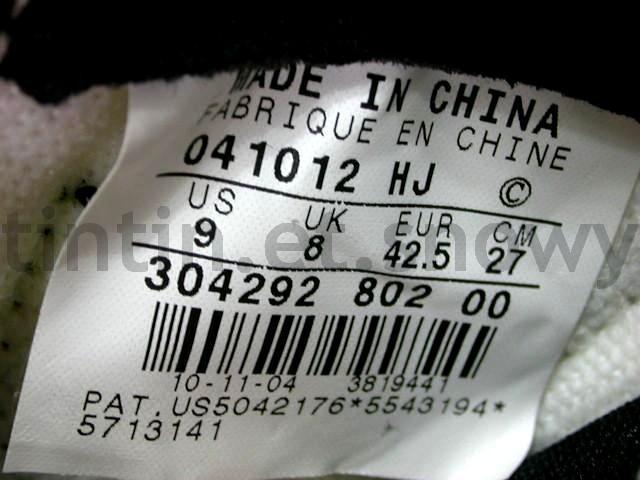 MADE IN CHINA
FABRIQUE EN CHINE
041012 HJ ©
US UK EUR CM
9 8 42.5 27
304292 802 00
10-11-04 3819441
PAT.US5042176*5543194*
5713141
tintin.et.snowy